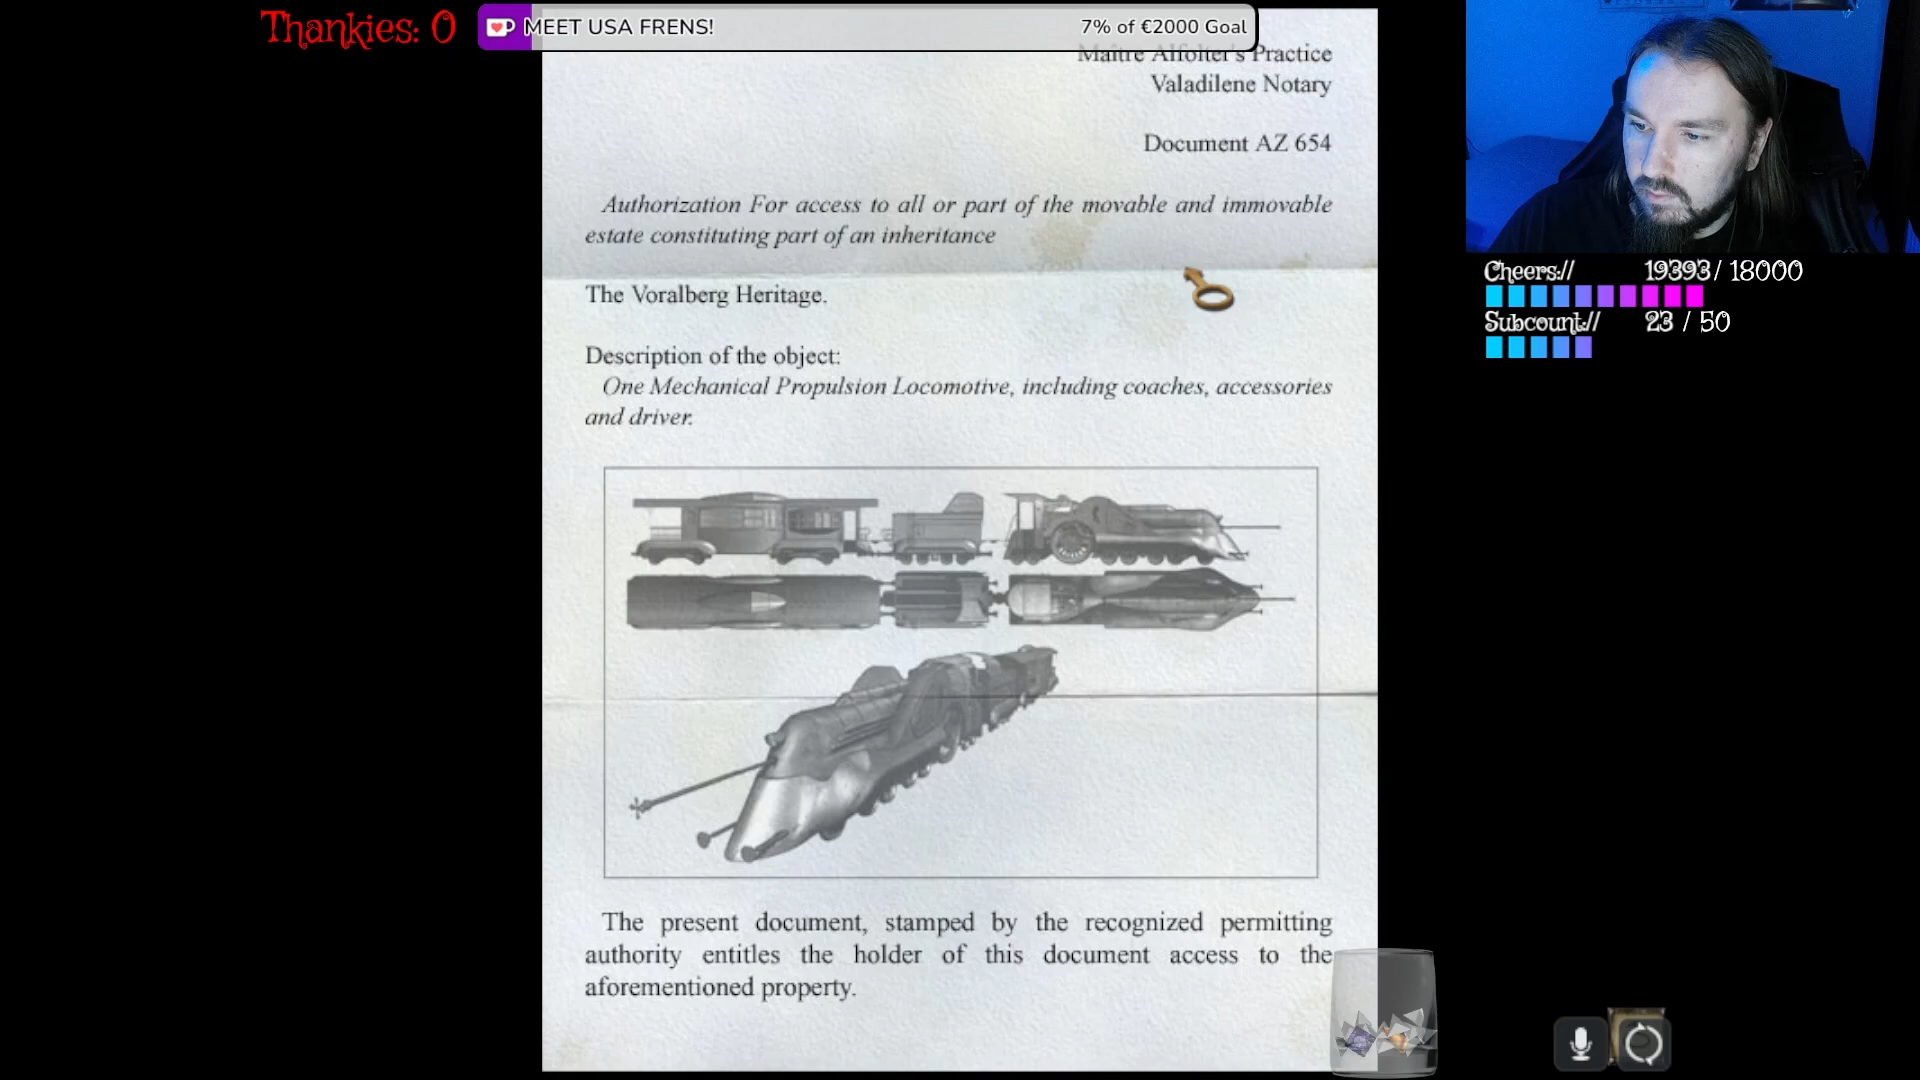 Thankies: 0
MEET USA FRENS!
7% of €2000 Goal
Maître Alfolter's Practice
Valadilene Notary
Document AZ 654
Authorization For access to all or part of the movable and immovable
estate constituting part of an inheritance
The Voralberg Heritage.
Description of the object:
One Mechanical Propulsion Locomotive, including coaches, accessories
and driver.
The present document, stamped by the recognized permitting
authority entitles the holder of this document access to the
aforementioned property.
Cheers:// 19393 / 18000
Subcount:// 23 / 50